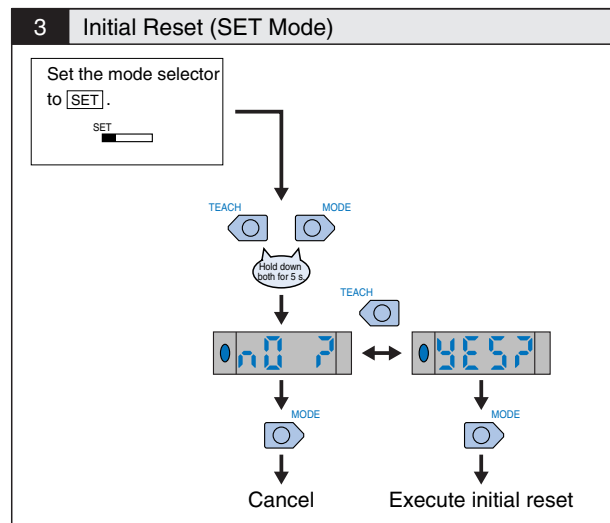 3 Initial Reset (SET Mode)
Set the mode selector
to SET .
SET
TEACH MODE
Hold down
both for 5 s.
TEACH
nO ? YES?
MODE MODE
Cancel Execute initial reset